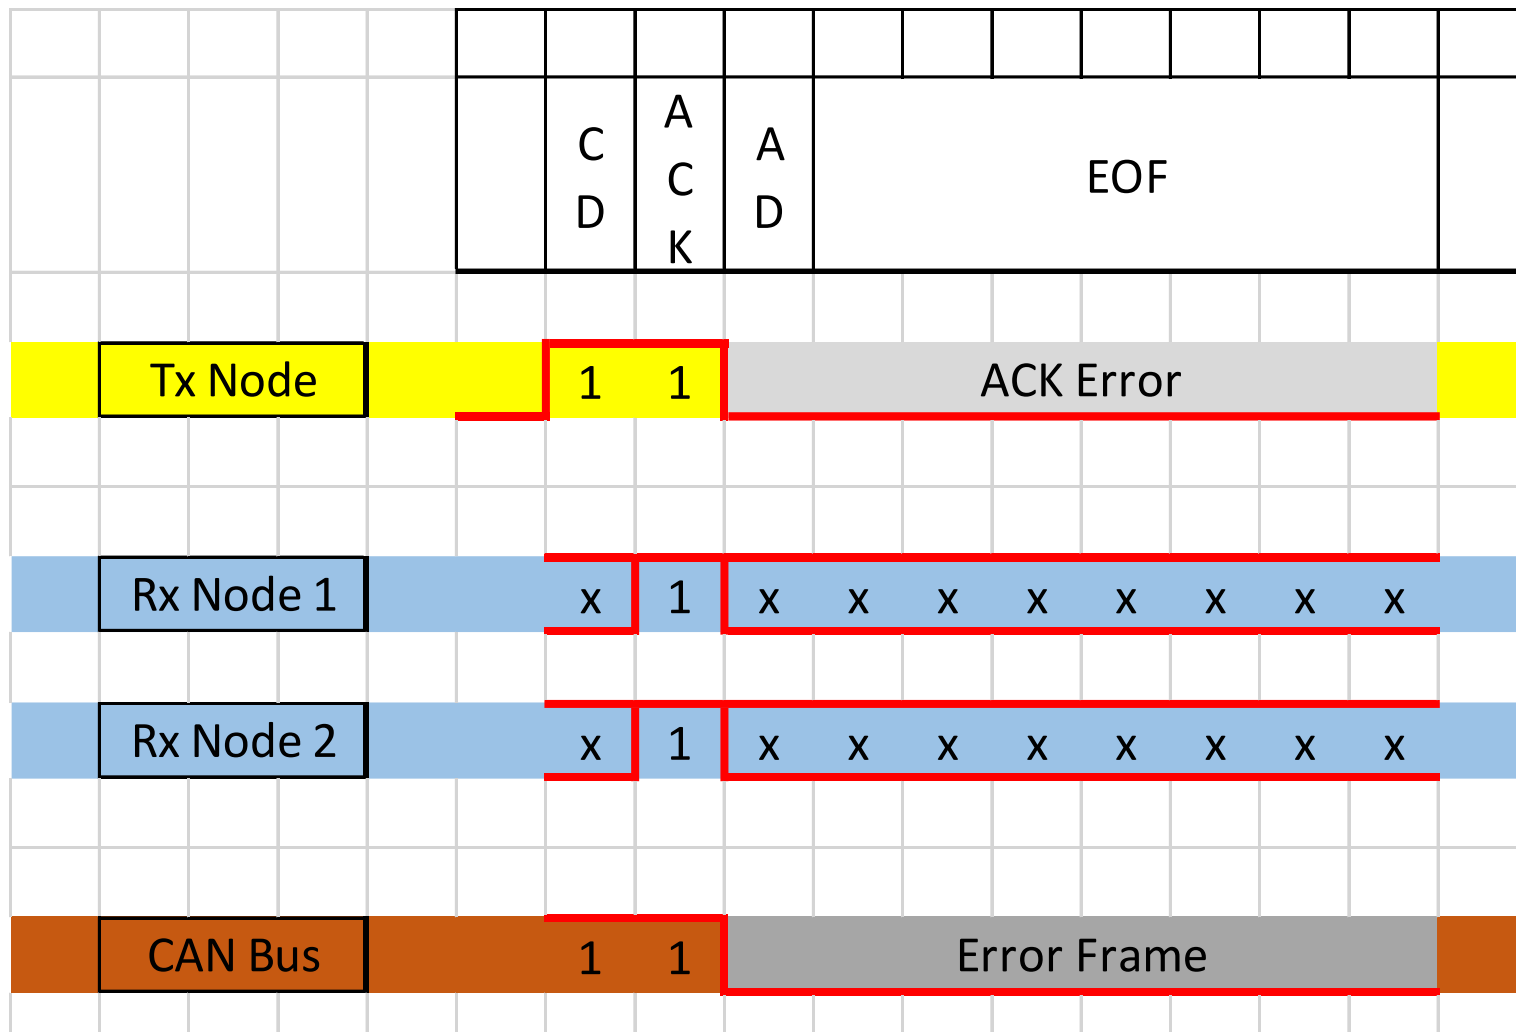 C
D
A
C
K
A
D
EOF
Tx Node 1 1 ACK Error
Rx Node 1 x 1 x x x x x x x x
Rx Node 2 x 1 x x x x x x x x
CAN Bus 1 1 Error Frame